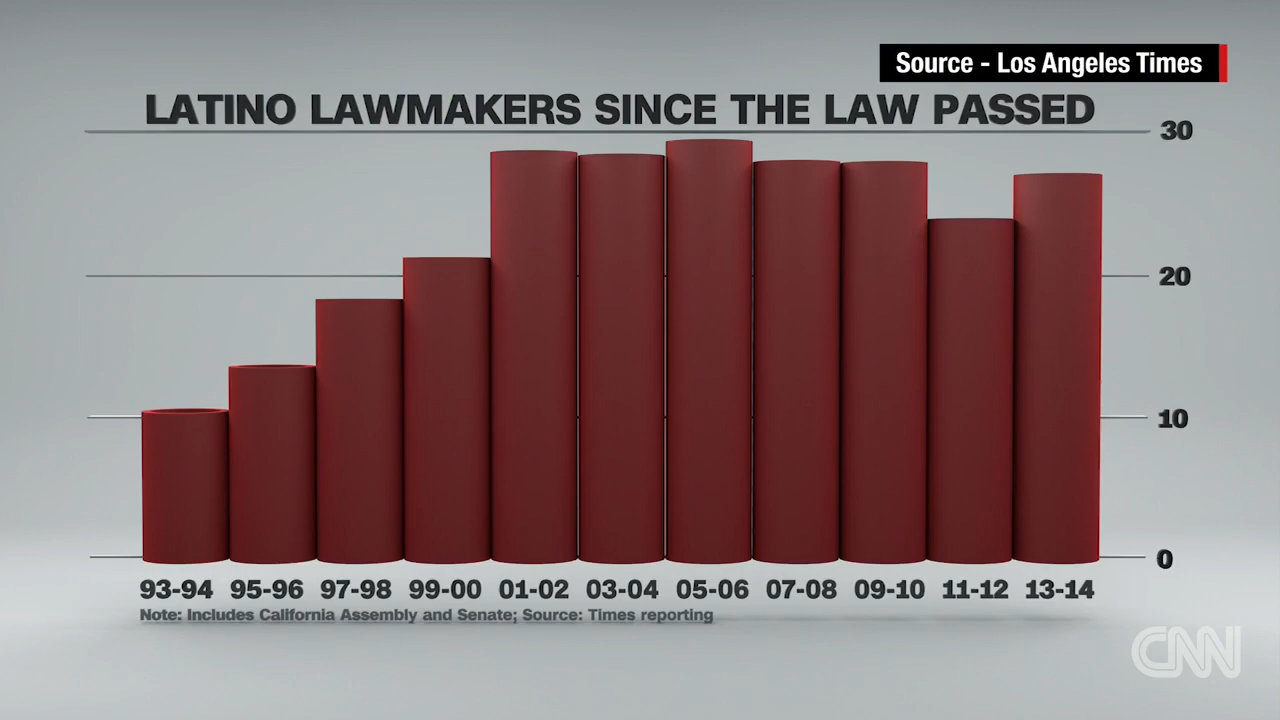 Source - Los Angeles Times
LATINO LAWMAKERS SINCE THE LAW PASSED
30
20
10
0
93-94 95-96 97-98 99-00 01-02 03-04 05-06 07-08 09-10 11-12 13-14
Note: Includes California Assembly and Senate; Source: Times reporting
CNN